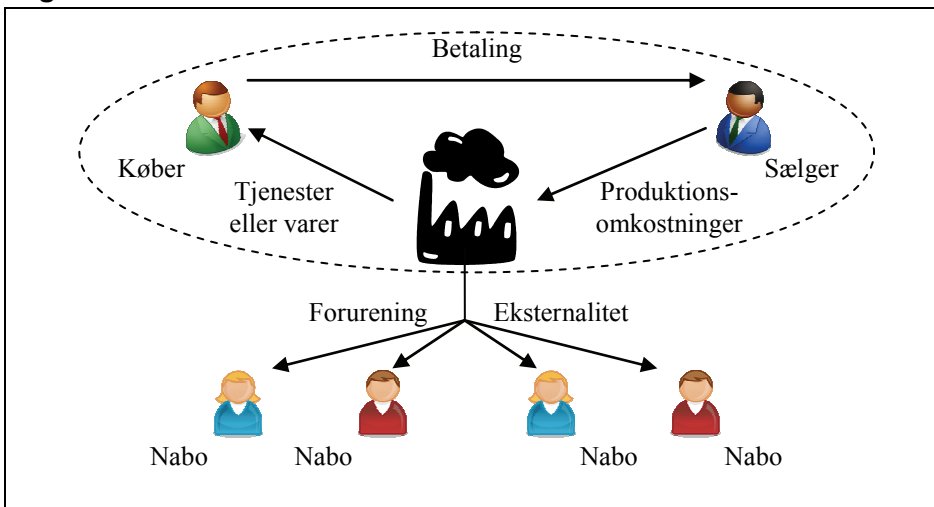 Betaling
Køber
Sælger
Tjenester
eller varer
Produktions-
omkostninger
Forurening
Eksternalitet
Nabo
Nabo
Nabo
Nabo